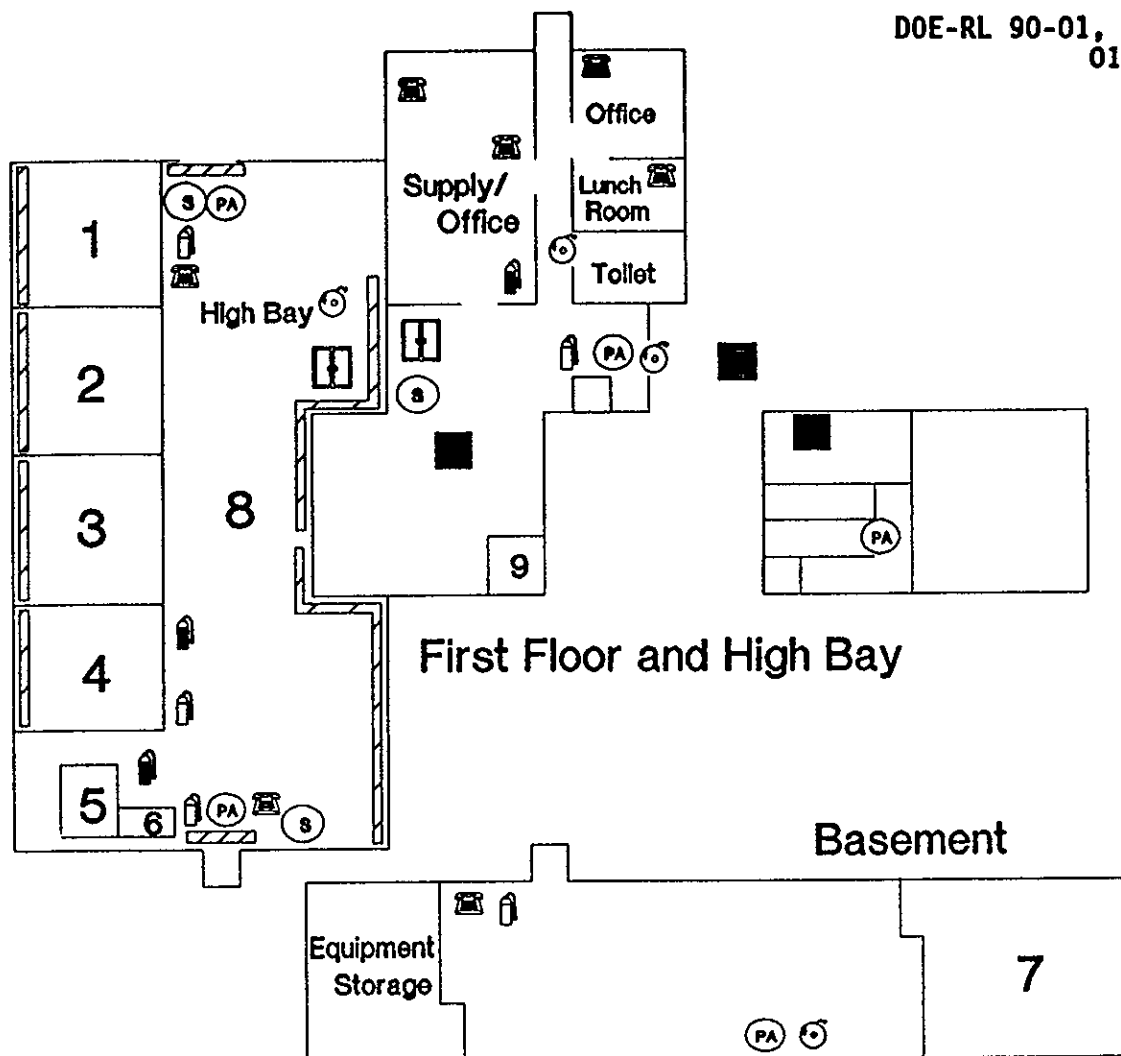 DOE-RL 90-01,
01
Office
Supply/
Office
Lunch
Room
Toilet
1
S
PA
High Bay
PA
2
S
3
8
PA
9
4
First Floor and High Bay
5
6
PA
S
Basement
Equipment
Storage
7
PA